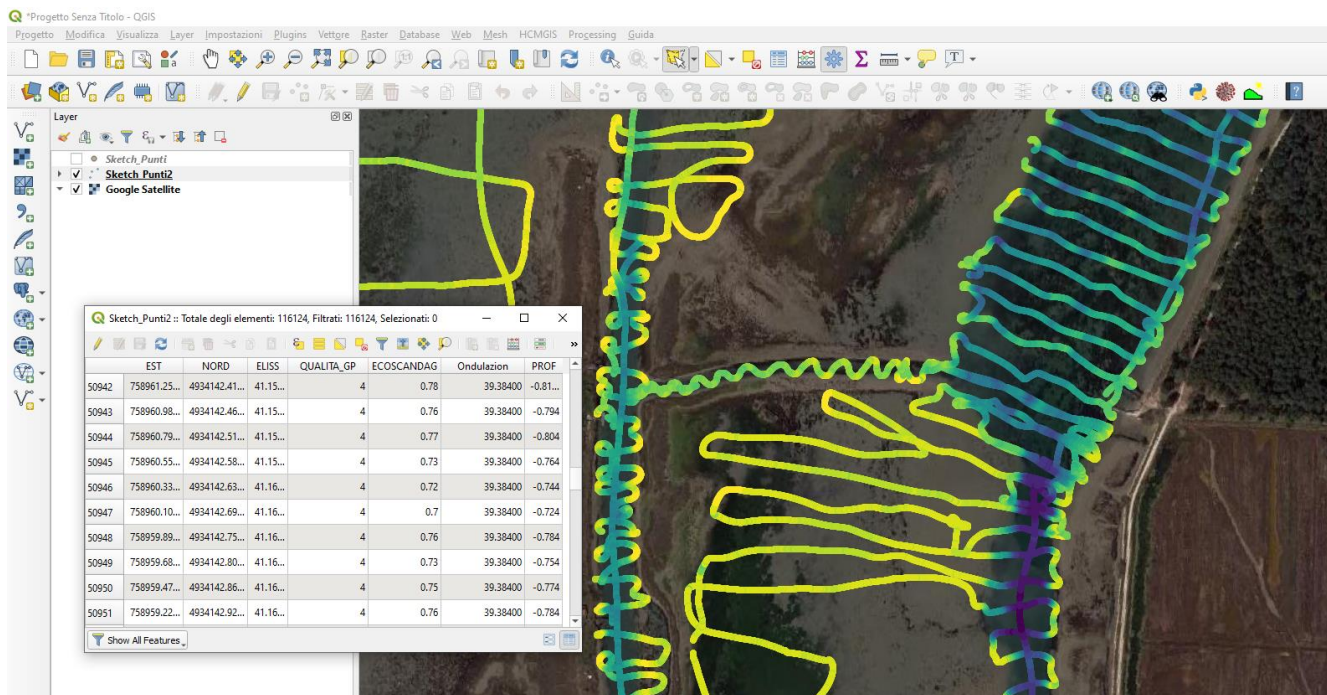 *Progetto Senza Titolo - QGIS
Progetto Modifica Visualizza Layer Impostazioni Plugins Vettore Raster Database Web Mesh HCMGIS Processing Guida
Layer
Sketch_Punti
Sketch_Punti2
Google Satellite
Sketch_Punti2 :: Totale degli elementi: 116124, Filtrati: 116124, Selezionati: 0
EST NORD ELISS QUALITA_GP ECOSCANDAG Ondulazion PROF
50942 758961.25... 4934142.41... 41.15... 4 0.78 39.38400 -0.81...
50943 758960.98... 4934142.46... 41.15... 4 0.76 39.38400 -0.794
50944 758960.79... 4934142.51... 41.15... 4 0.77 39.38400 -0.804
50945 758960.55... 4934142.58... 41.15... 4 0.73 39.38400 -0.764
50946 758960.33... 4934142.63... 41.16... 4 0.72 39.38400 -0.744
50947 758960.10... 4934142.69... 41.16... 4 0.7 39.38400 -0.724
50948 758959.89... 4934142.75... 41.16... 4 0.76 39.38400 -0.784
50949 758959.68... 4934142.80... 41.16... 4 0.73 39.38400 -0.754
50950 758959.47... 4934142.86... 41.16... 4 0.75 39.38400 -0.774
50951 758959.22... 4934142.92... 41.16... 4 0.76 39.38400 -0.784
Show All Features